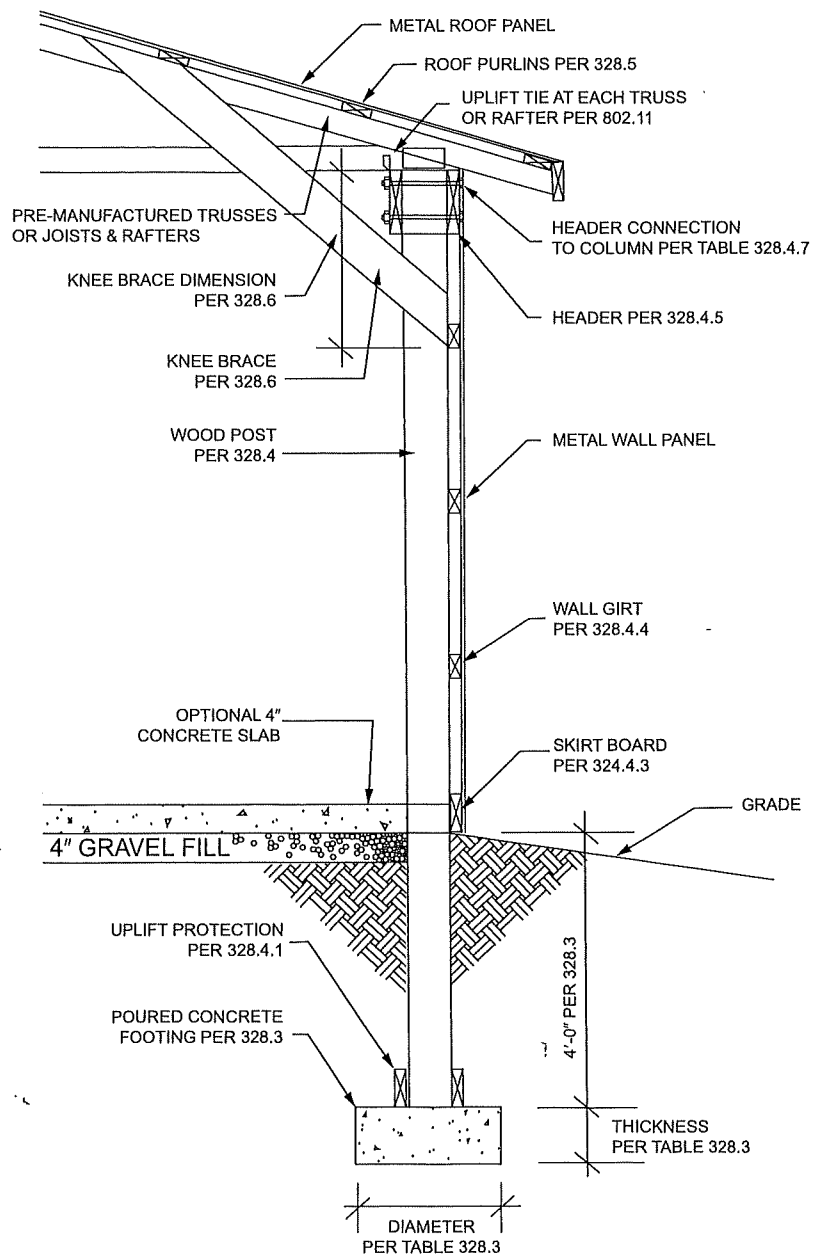 METAL ROOF PANEL
ROOF PURLINS PER 328.5
UPLIFT TIE AT EACH TRUSS
OR RAFTER PER 802.11
PRE-MANUFACTURED TRUSSES
OR JOISTS & RAFTERS
HEADER CONNECTION
TO COLUMN PER TABLE 328.4.7
KNEE BRACE DIMENSION
PER 328.6
HEADER PER 328.4.5
KNEE BRACE
PER 328.6
WOOD POST
PER 328.4
METAL WALL PANEL
WALL GIRT
PER 328.4.4
OPTIONAL 4"
CONCRETE SLAB
SKIRT BOARD
PER 324.4.3
GRADE
4" GRAVEL FILL
UPLIFT PROTECTION
PER 328.4.1
4'-0" PER 328.3
POURED CONCRETE
FOOTING PER 328.3
THICKNESS
PER TABLE 328.3
DIAMETER
PER TABLE 328.3